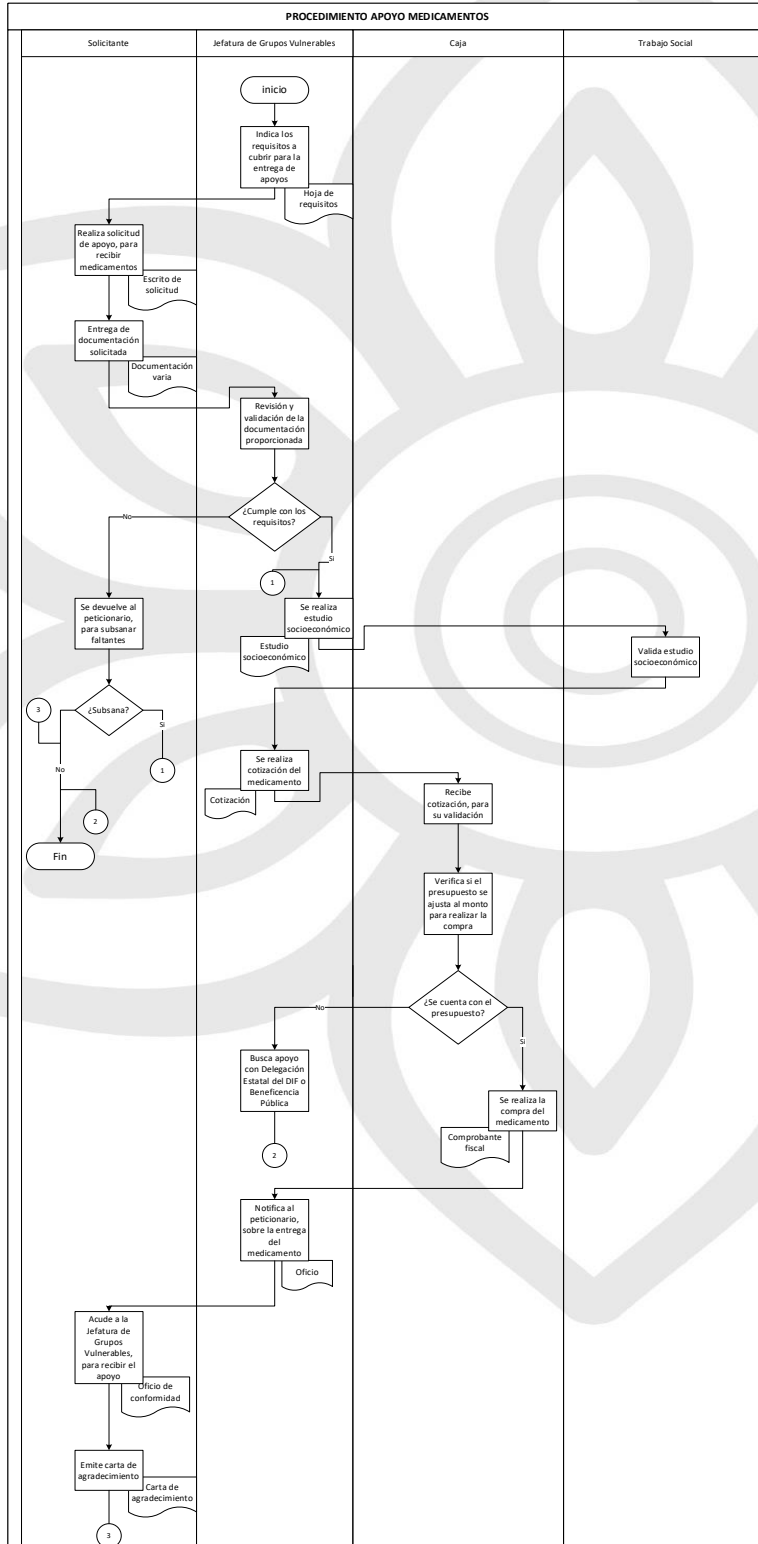 PROCEDIMIENTO APOYO MEDICAMENTOS
Solicitante
Jefatura de Grupos Vulnerables
Caja
Trabajo Social
inicio
Indica los
requisitos a
cubrir para la
entrega de
apoyos
Hoja de
requisitos
Realiza solicitud
de apoyo, para
recibir
medicamentos
Escrito de
solicitud
Entrega de
documentación
solicitada
Documentación
varia
Revisión y
validación de la
documentación
proporcionada
¿Cumple con los
requisitos?
No
Si
1
Se devuelve al
peticionario,
para subsanar
faltantes
Se realiza
estudio
socioeconómico
Estudio
socioeconómico
Valida estudio
socioeconómico
¿Subsana?
3
Si
No
1
2
Fin
Se realiza
cotización del
medicamento
Cotización
Recibe
cotización, para
su validación
Verifica si el
presupuesto se
ajusta al monto
para realizar la
compra
¿Se cuenta con el
presupuesto?
No
Si
Busca apoyo
con Delegación
Estatal del DIF o
Beneficencia
Pública
2
Se realiza la
compra del
medicamento
Comprobante
fiscal
Notifica al
peticionario,
sobre la entrega
del
medicamento
Oficio
Acude a la
Jefatura de
Grupos
Vulnerables,
para recibir el
apoyo
Oficio de
conformidad
Emite carta de
agradecimiento
Carta de
agradecimiento
3